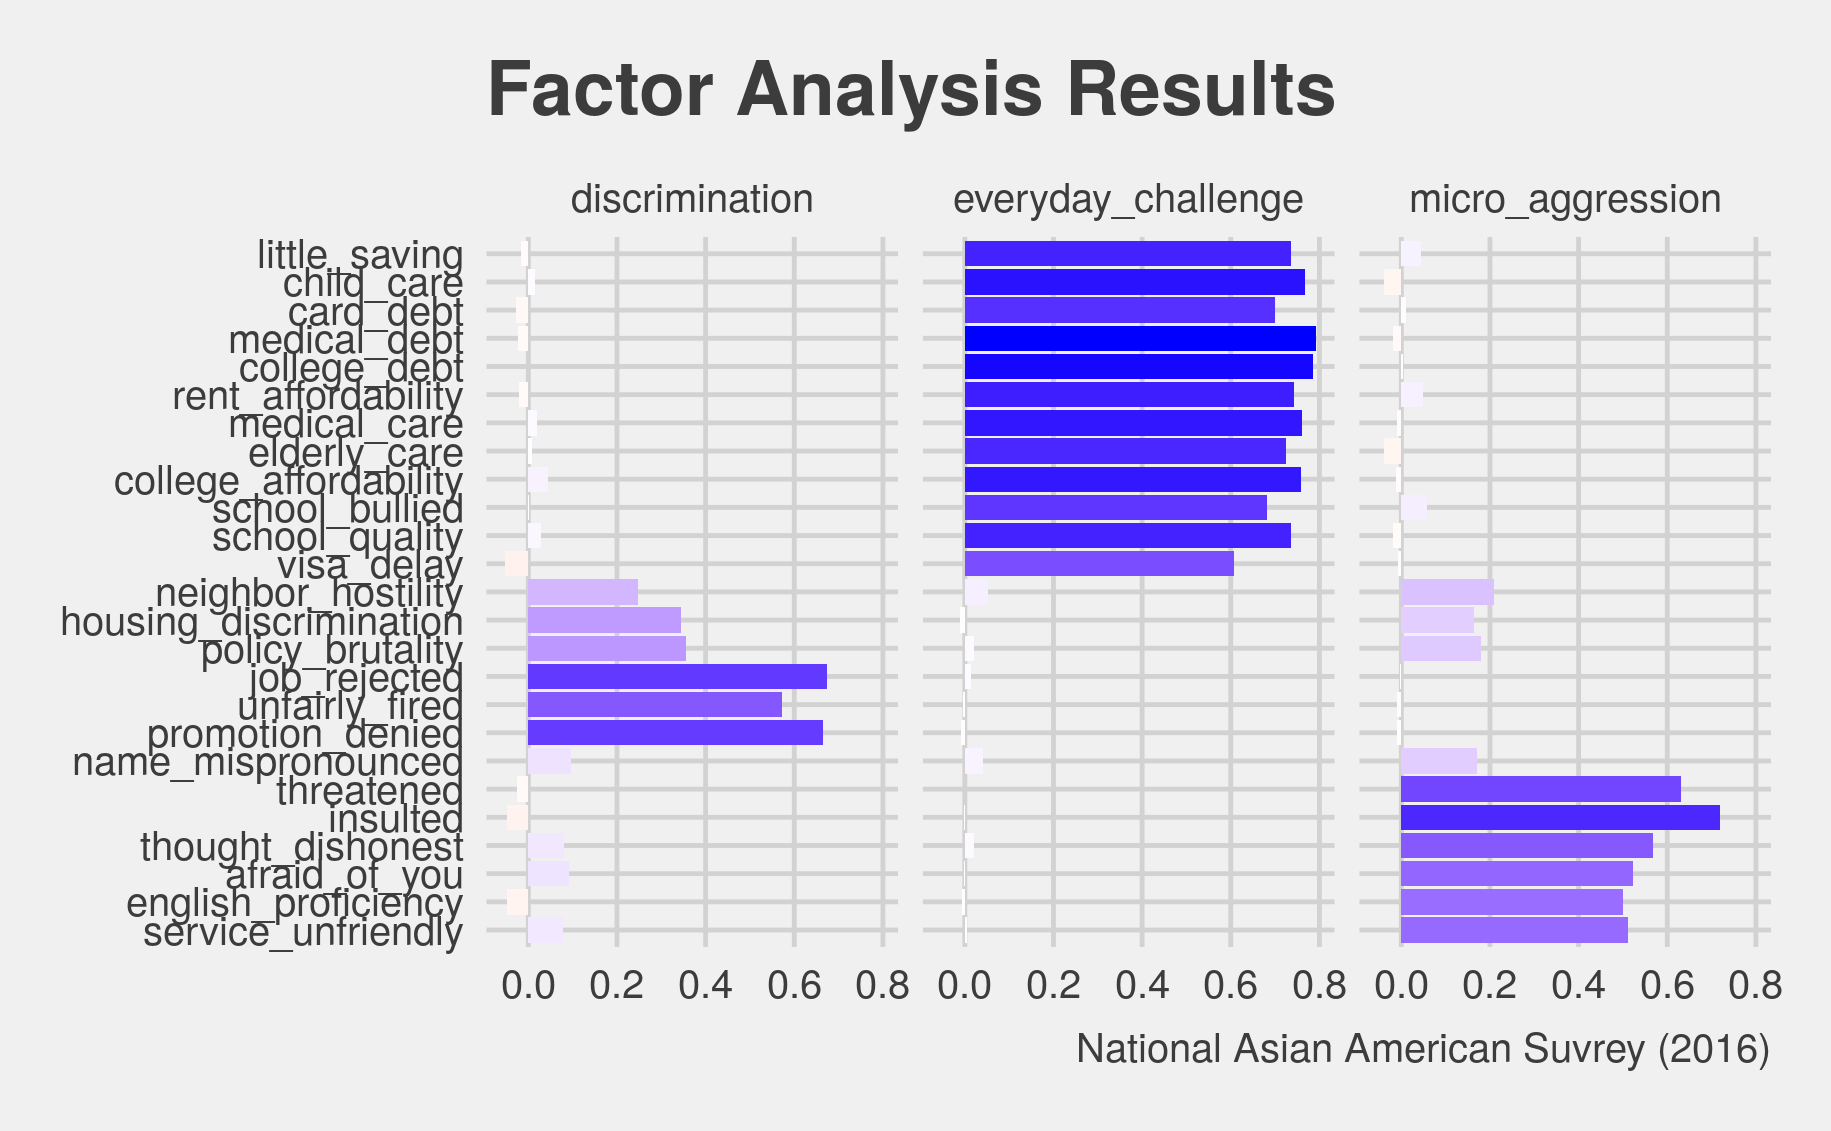 Factor Analysis Results
discrimination everyday_challenge micro_aggression
little_saving
child_care
card_debt
medical_debt
college_debt
rent_affordability
medical_care
elderly_care
college_affordability
school_bullied
school_quality
visa_delay
neighbor_hostility
housing_discrimination
policy_brutality
job_rejected
unfairly_fired
promotion_denied
name_mispronounced
threatened
insulted
thought_dishonest
afraid_of_you
english_proficiency
service_unfriendly
0.0 0.2 0.4 0.6 0.8 0.0 0.2 0.4 0.6 0.8 0.0 0.2 0.4 0.6 0.8
National Asian American Suvrey (2016)